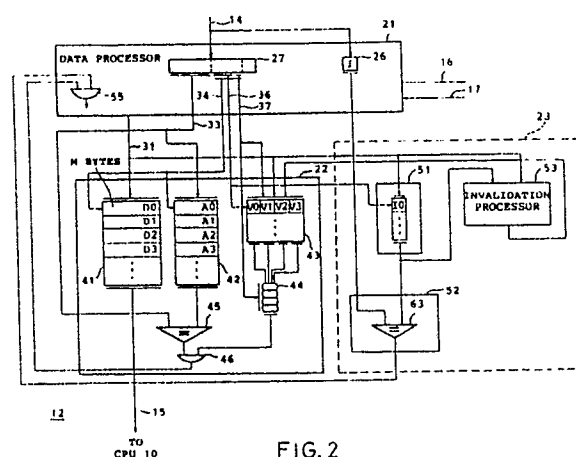 14
21
DATA PROCESSOR
27
I
26
16
17
55
34
36
37
33
23
31
M BYTES
22
51
53
D0
D1
D2
D3
A0
A1
A2
A3
V0 V1 V2 V3
I0
INVALIDATION
PROCESSOR
41
42
43
44
52
45
=
63
=
46
12
15
TO
CPU 10
FIG. 2